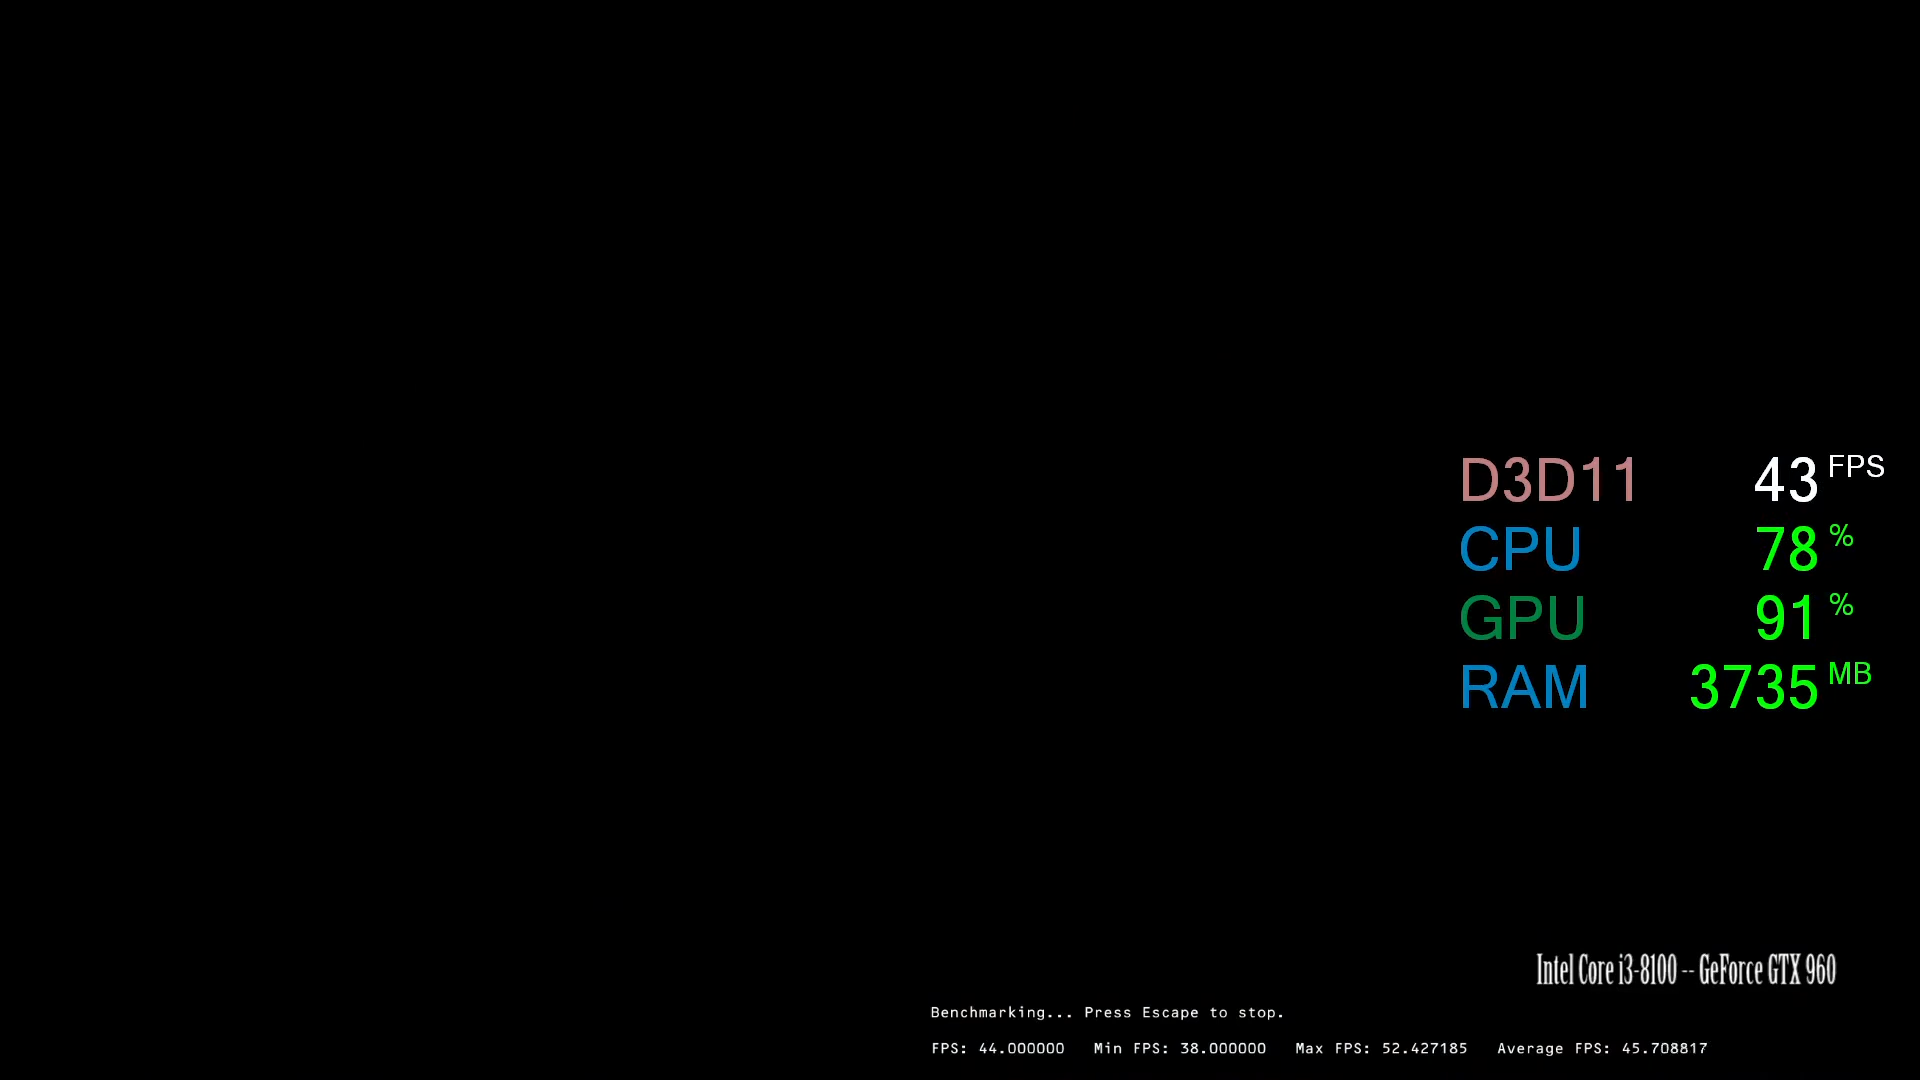 D3D11 43 FPS
CPU 78 %
GPU 91 %
RAM 3735 MB
Intel Core i3-8100 -- GeForce GTX 960
Benchmarking... Press Escape to stop.
FPS: 44.000000 Min FPS: 38.000000 Max FPS: 52.427185 Average FPS: 45.708817